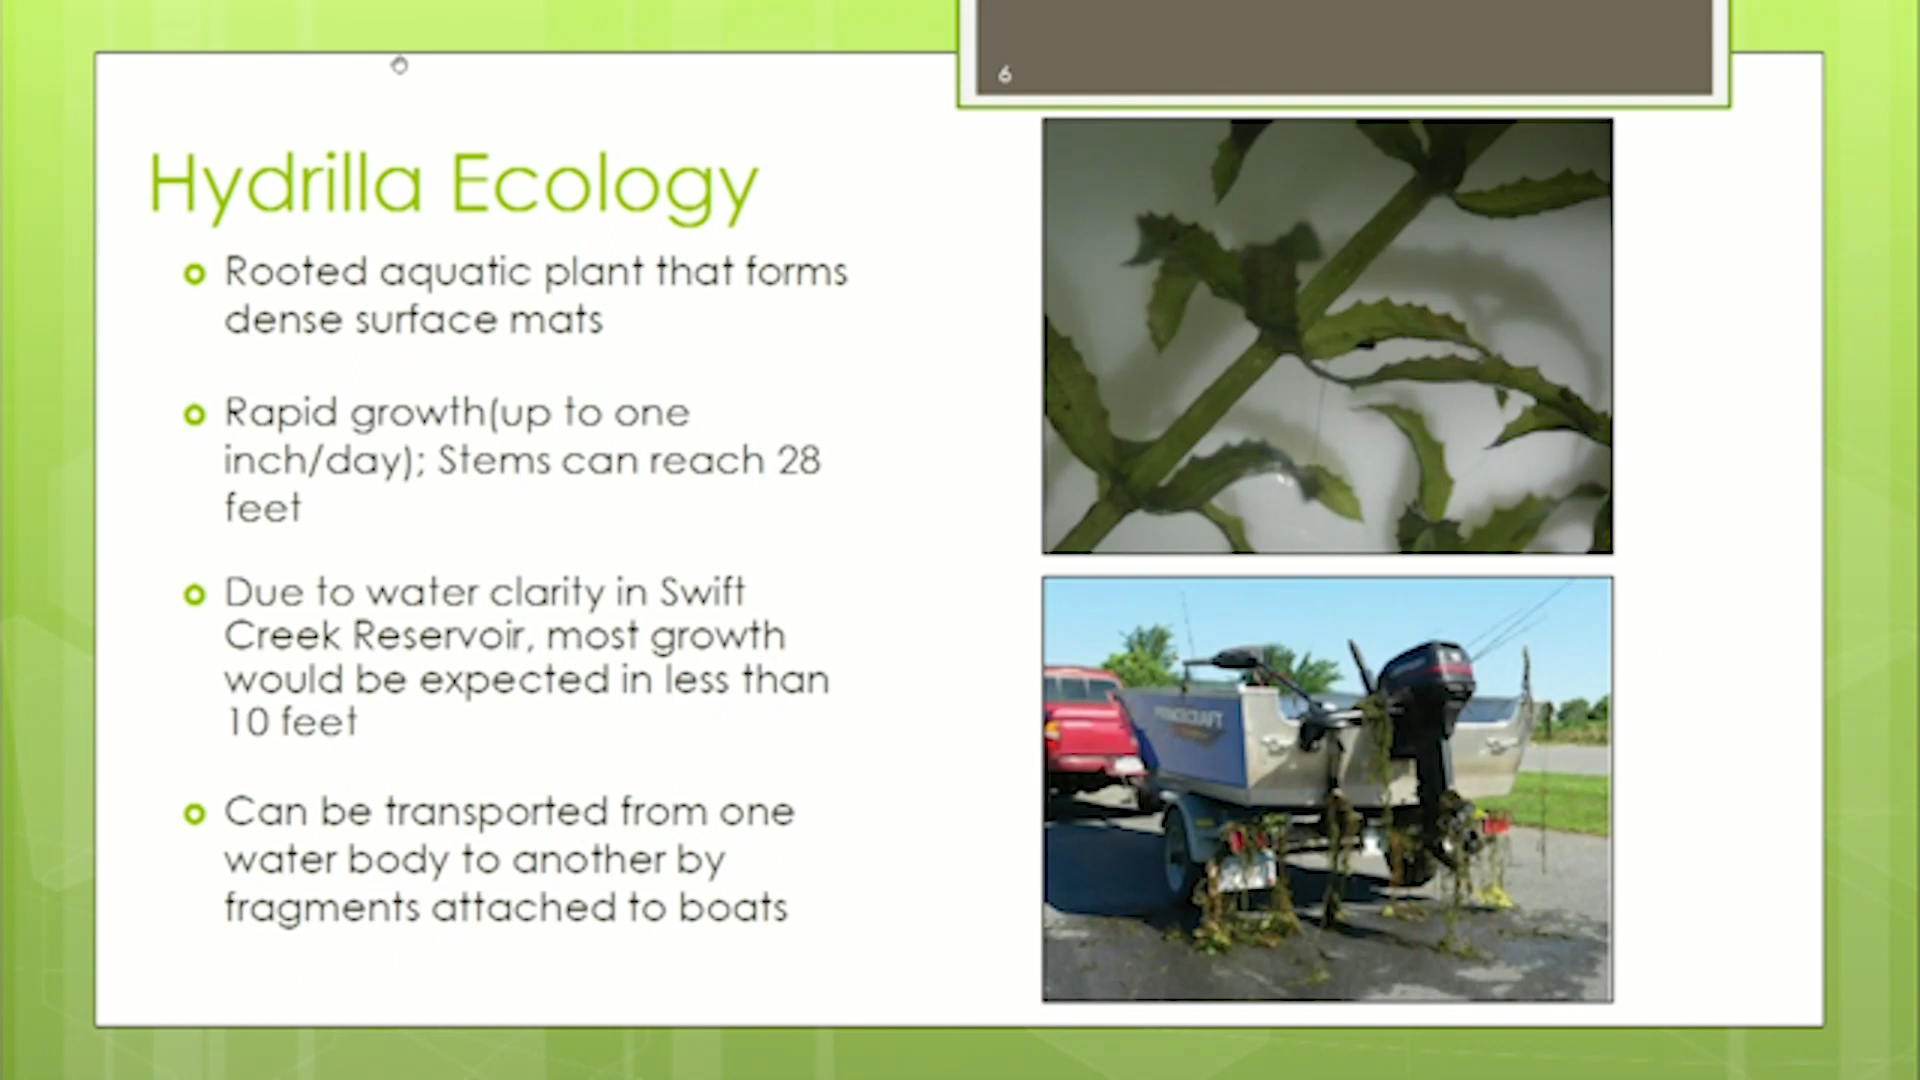 6
Hydrilla Ecology
Rooted aquatic plant that forms
dense surface mats
Rapid growth(up to one
inch/day); Stems can reach 28
feet
Due to water clarity in Swift
Creek Reservoir, most growth
would be expected in less than
10 feet
Can be transported from one
water body to another by
fragments attached to boats
PRINCECRAFT